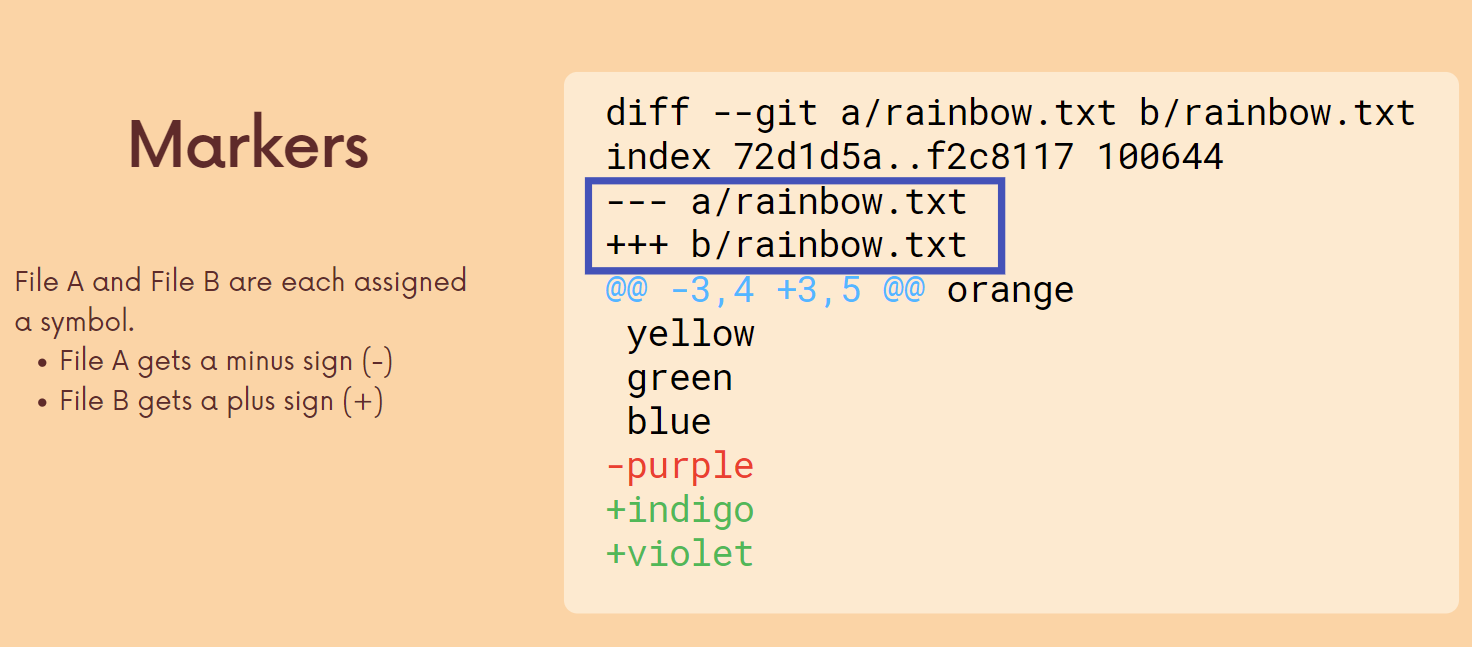 Markers
File A and File B are each assigned
a symbol.
• File A gets a minus sign (-)
• File B gets a plus sign (+)
diff --git a/rainbow.txt b/rainbow.txt
index 72d1d5a..f2c8117 100644
--- a/rainbow.txt
+++ b/rainbow.txt
@@ -3,4 +3,5 @@ orange
 yellow
 green
 blue
-purple
+indigo
+violet